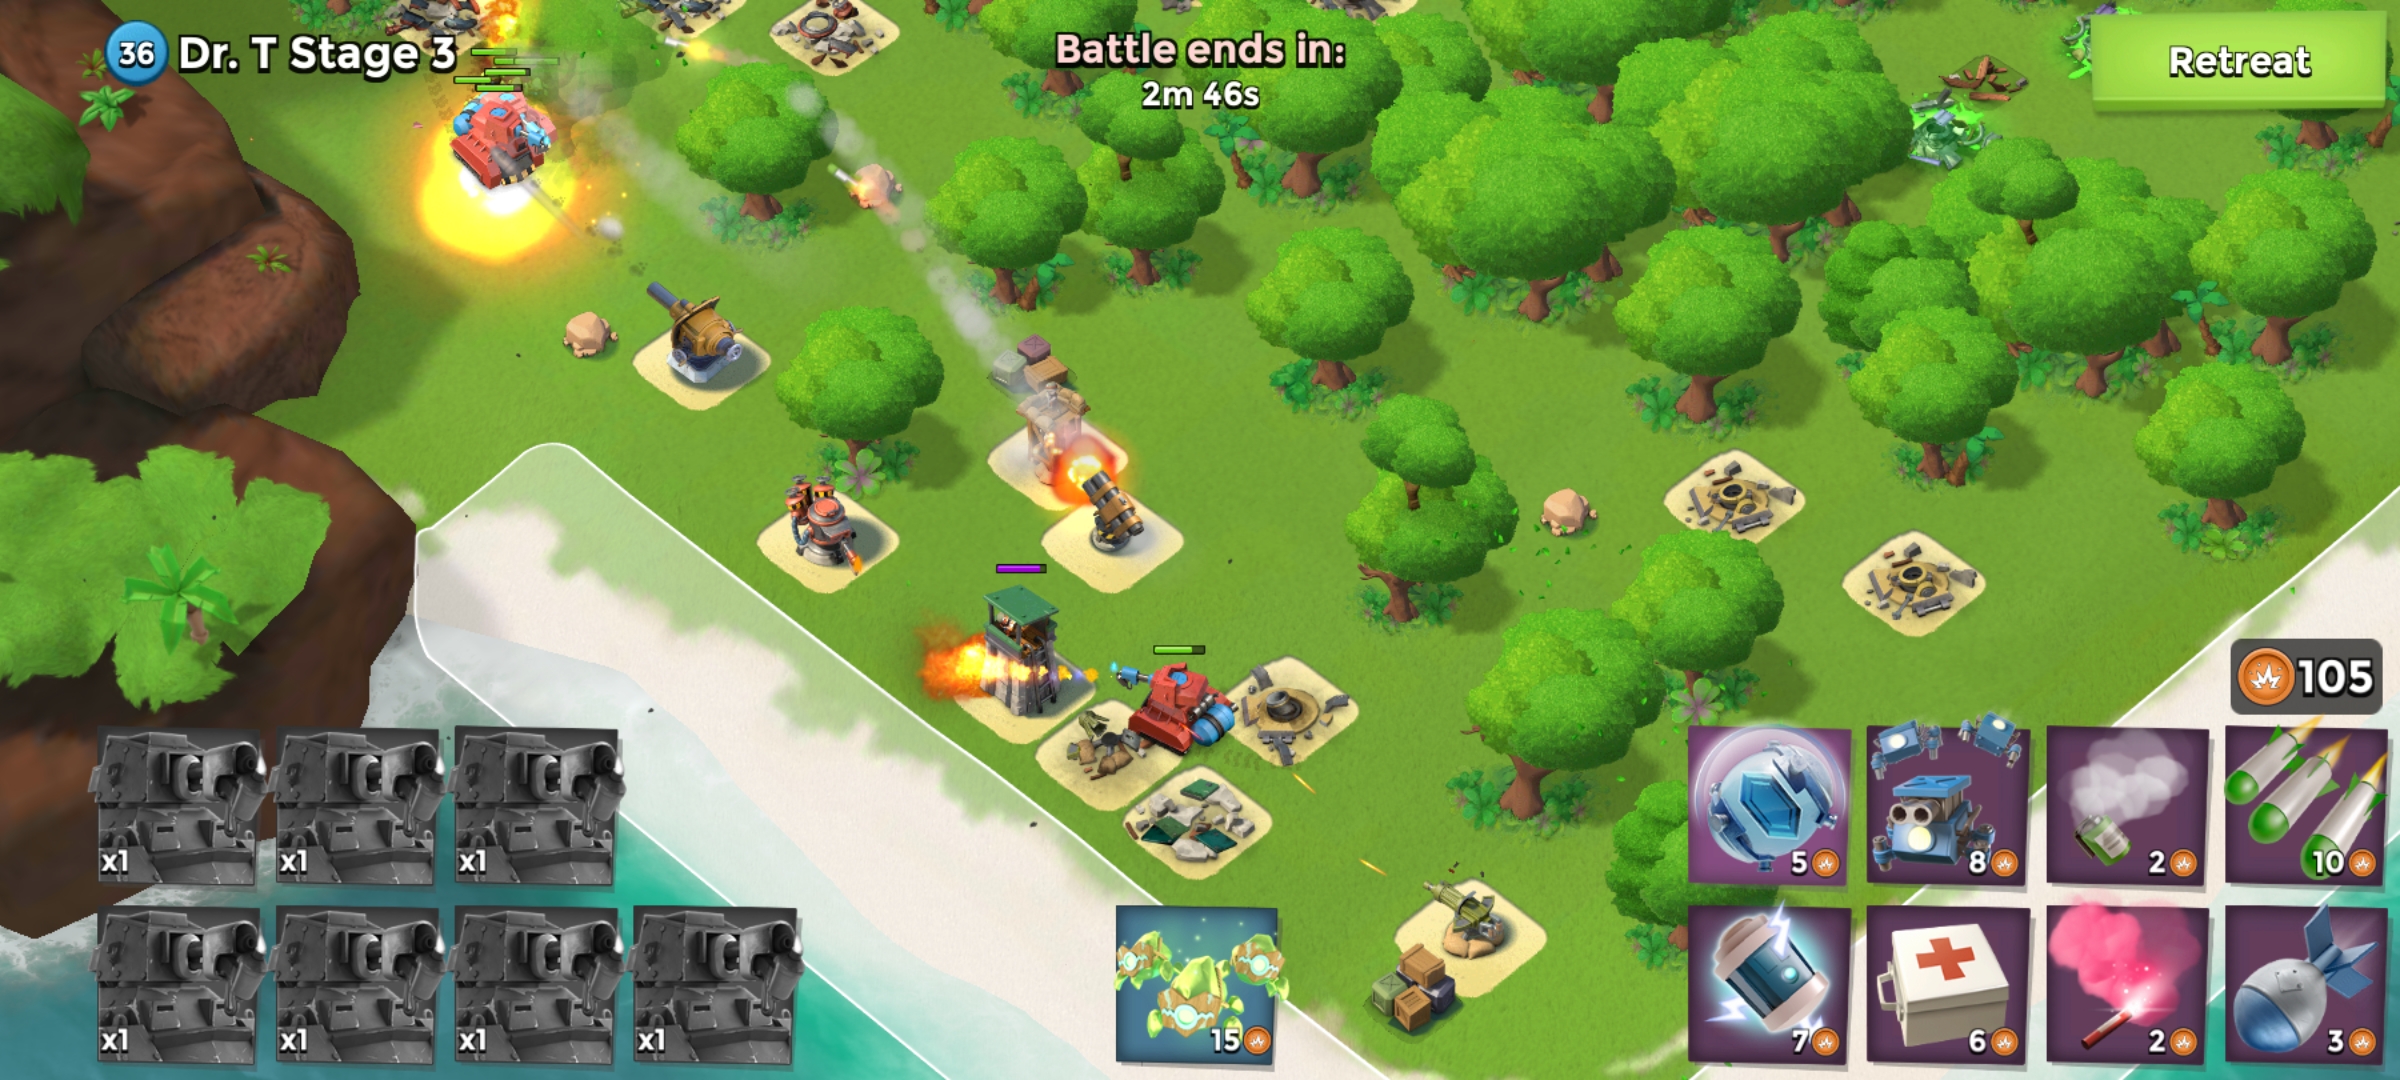 36 Dr. T Stage 3
Battle ends in:
2m 46s
Retreat
105
x1 x1 x1
5 8 2 10
x1 x1 x1 x1
15
7 6 2 3